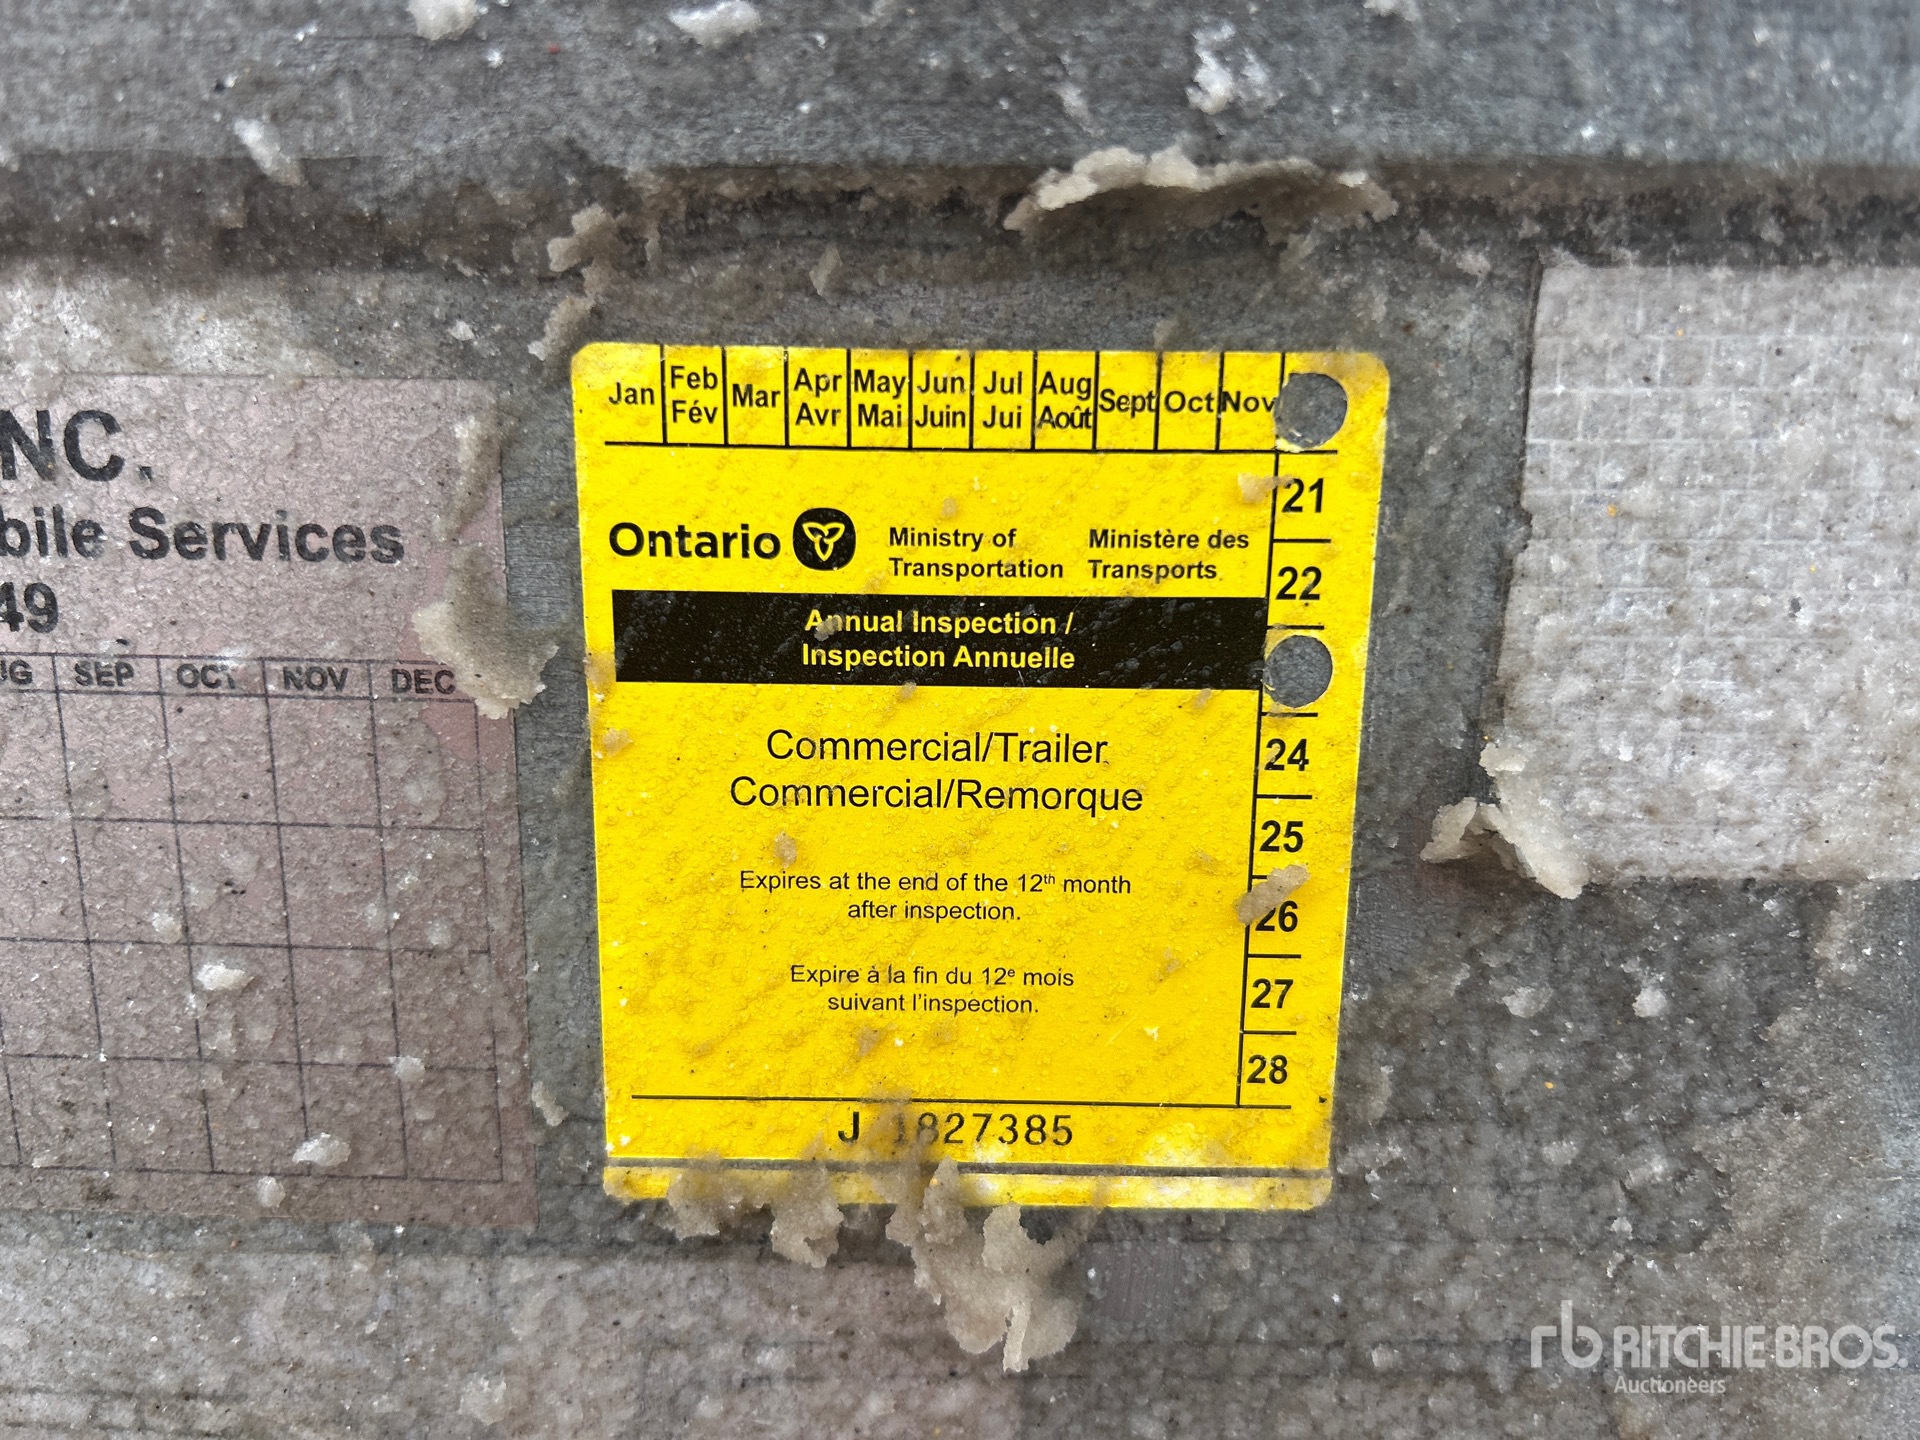 NC.
bile Services
49
SEP OCT NOV DEC
Jan Feb Mar Apr May Jun Jul Aug Sept Oct Nov
Fév Avr Mai Juin Jui Août
21
Ontario Ministry of Ministère des
Transportation Transports
22
Annual Inspection /
Inspection Annuelle
Commercial/Trailer
24
Commercial/Remorque
25
Expires at the end of the 12th month
after inspection.
26
Expire à la fin du 12e mois
suivant l'inspection.
27
28
J 1827385
rb RITCHIE BROS.
Auctioneers